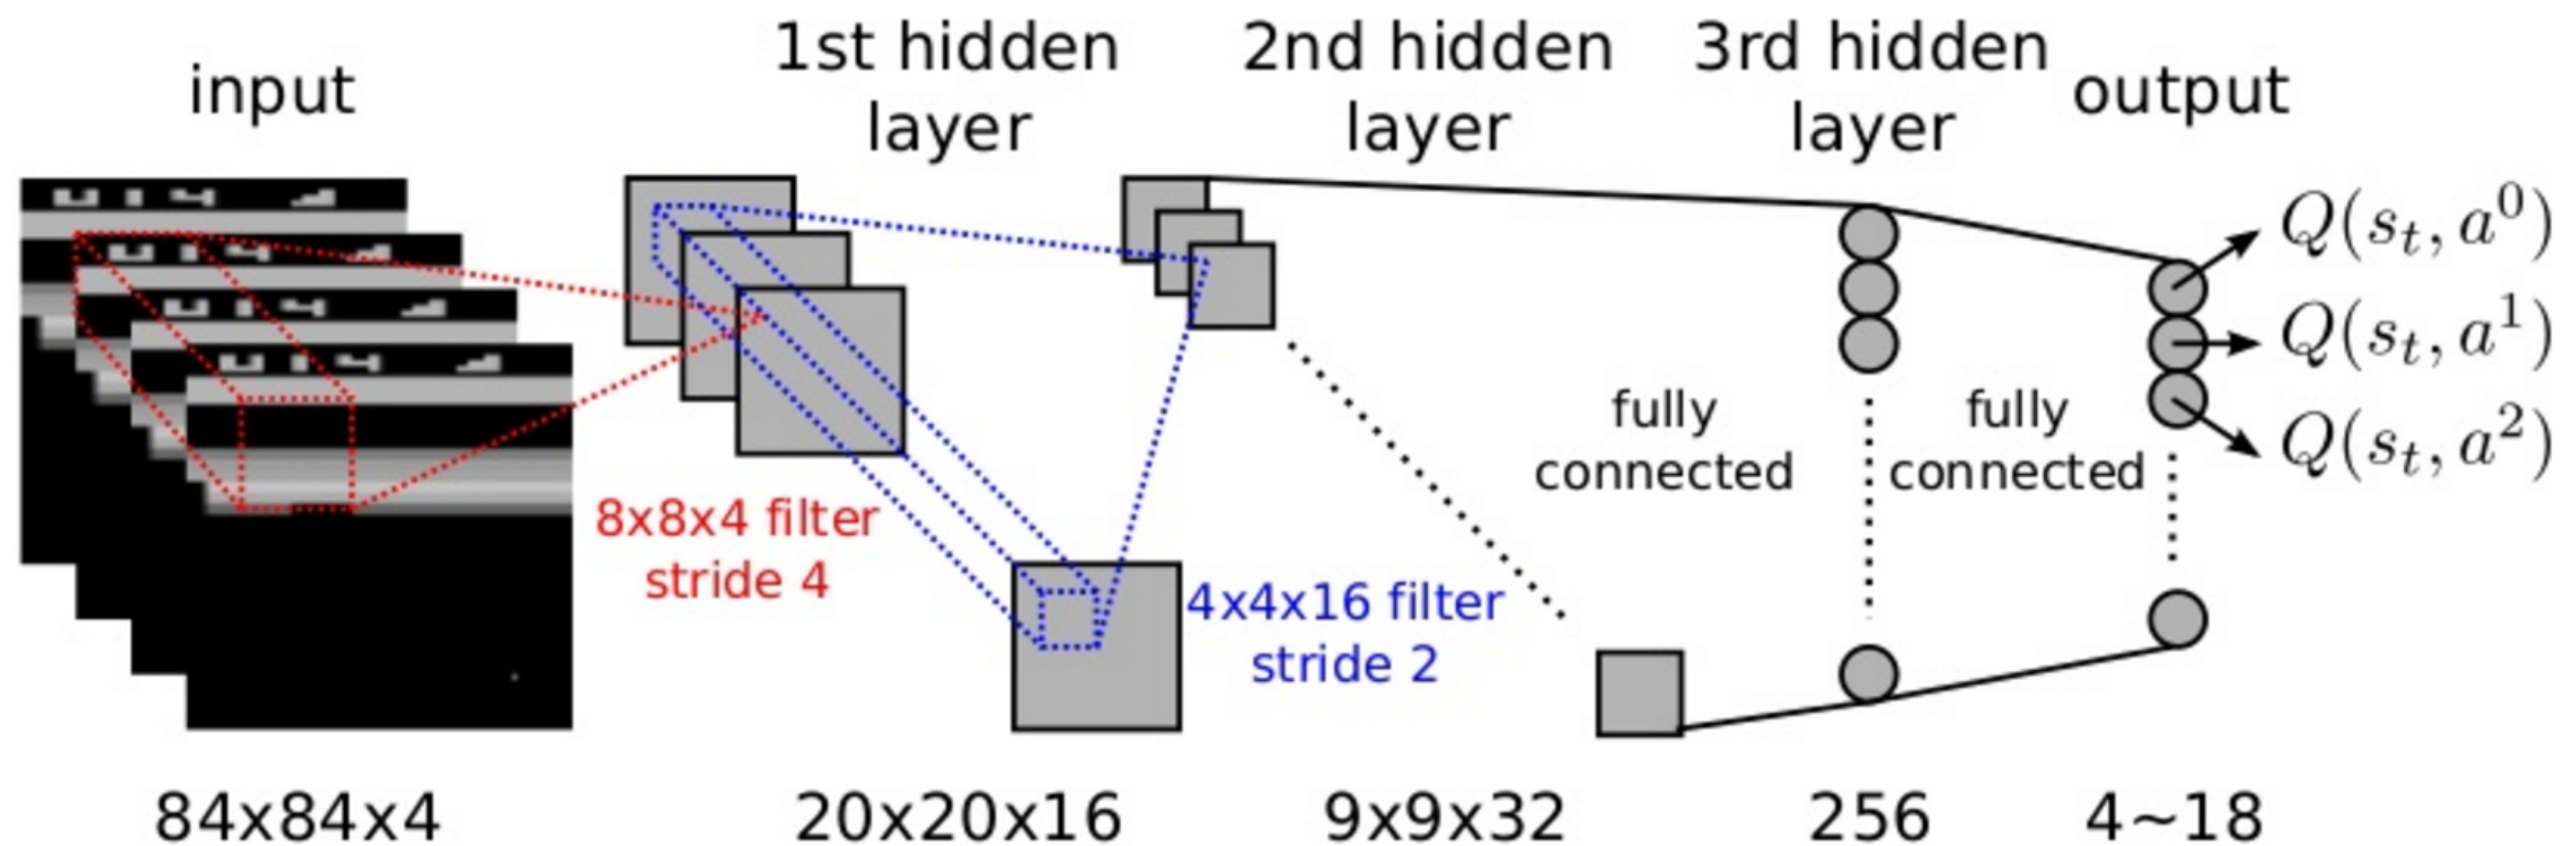 input
1st hidden
layer
2nd hidden
layer
3rd hidden
layer
output
8x8x4 filter
stride 4
4x4x16 filter
stride 2
fully
connected
fully
connected
Q(s_t, a^0)
Q(s_t, a^1)
Q(s_t, a^2)
84x84x4
20x20x16
9x9x32
256
4~18